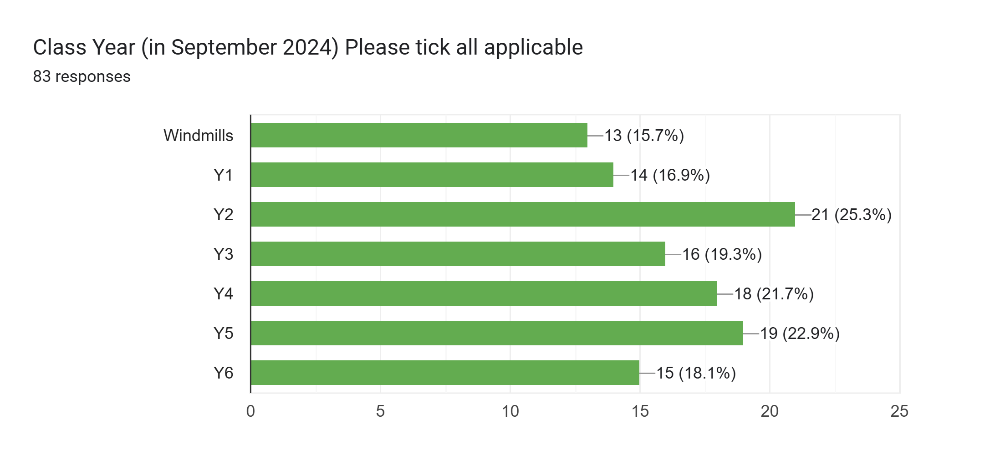 Class Year (in September 2024) Please tick all applicable
83 responses
Windmills 13 (15.7%)
Y1 14 (16.9%)
Y2 21 (25.3%)
Y3 16 (19.3%)
Y4 18 (21.7%)
Y5 19 (22.9%)
Y6 15 (18.1%)
0 5 10 15 20 25